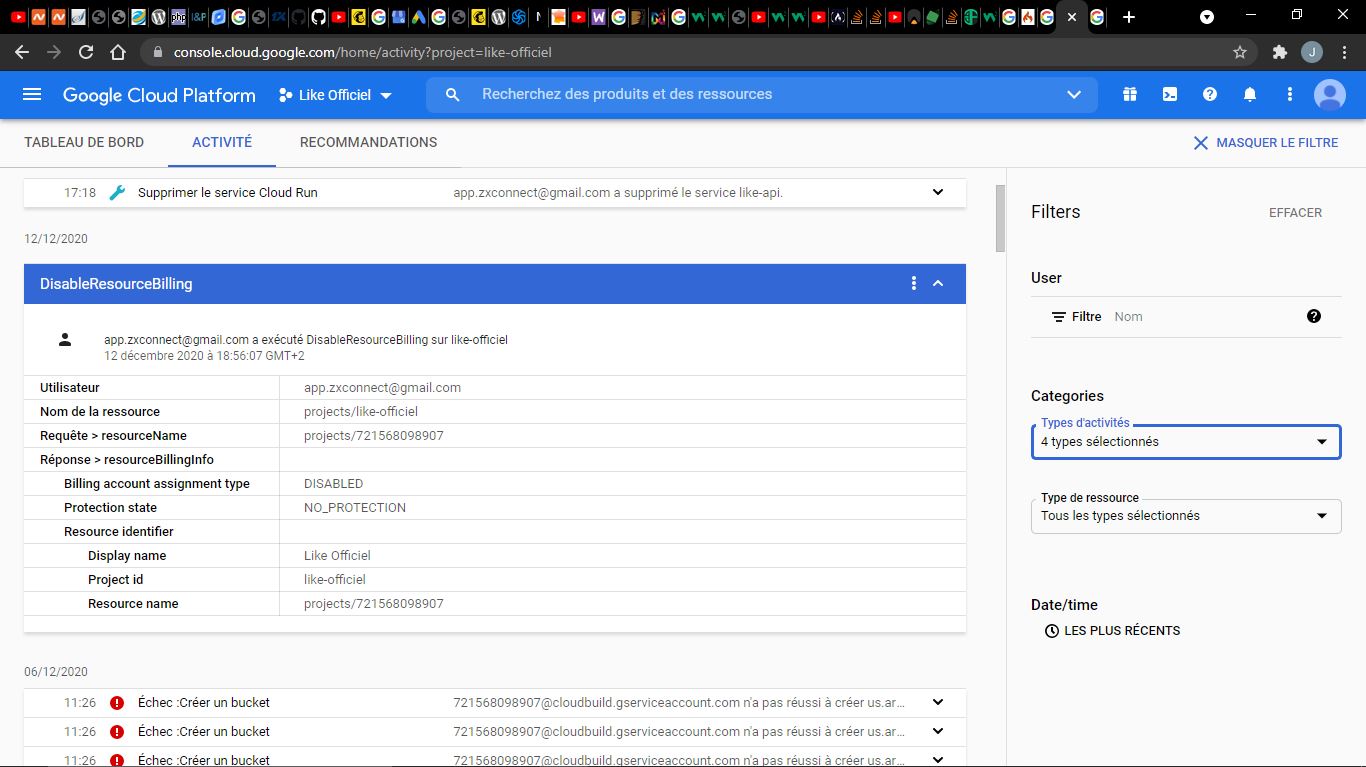 console.cloud.google.com/home/activity?project=like-officiel
J
Google Cloud Platform
Like Officiel
Recherchez des produits et des ressources
TABLEAU DE BORD
ACTIVITÉ
RECOMMANDATIONS
MASQUER LE FILTRE
17:18 Supprimer le service Cloud Run app.zxconnect@gmail.com a supprimé le service like-api.
12/12/2020
DisableResourceBilling
app.zxconnect@gmail.com a exécuté DisableResourceBilling sur like-officiel
12 décembre 2020 à 18:56:07 GMT+2
Utilisateur app.zxconnect@gmail.com
Nom de la ressource projects/like-officiel
Requête > resourceName projects/721568098907
Réponse > resourceBillingInfo
Billing account assignment type DISABLED
Protection state NO_PROTECTION
Resource identifier
Display name Like Officiel
Project id like-officiel
Resource name projects/721568098907
06/12/2020
11:26 Échec :Créer un bucket 721568098907@cloudbuild.gserviceaccount.com n'a pas réussi à créer us.ar...
11:26 Échec :Créer un bucket 721568098907@cloudbuild.gserviceaccount.com n'a pas réussi à créer us.ar...
11:26 Échec :Créer un bucket 721568098907@cloudbuild.gserviceaccount.com n'a pas réussi à créer us.ar...
Filters
EFFACER
User
Filtre Nom
Categories
Types d'activités
4 types sélectionnés
Type de ressource
Tous les types sélectionnés
Date/time
LES PLUS RÉCENTS